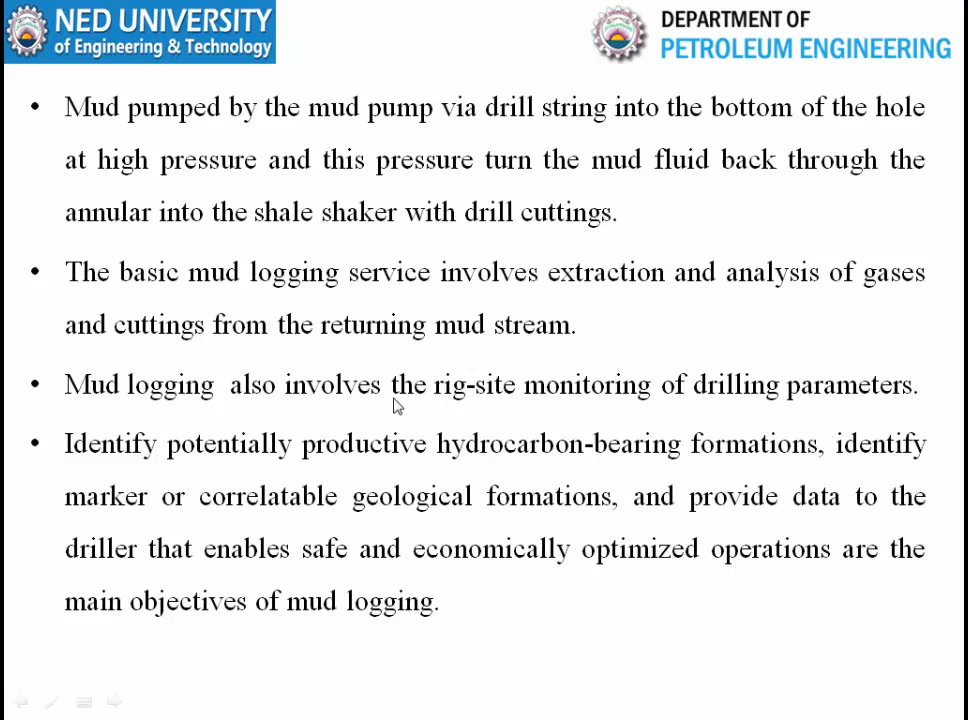 NED UNIVERSITY
of Engineering & Technology
DEPARTMENT OF
PETROLEUM ENGINEERING
• Mud pumped by the mud pump via drill string into the bottom of the hole
at high pressure and this pressure turn the mud fluid back through the
annular into the shale shaker with drill cuttings.
• The basic mud logging service involves extraction and analysis of gases
and cuttings from the returning mud stream.
• Mud logging also involves the rig-site monitoring of drilling parameters.
• Identify potentially productive hydrocarbon-bearing formations, identify
marker or correlatable geological formations, and provide data to the
driller that enables safe and economically optimized operations are the
main objectives of mud logging.